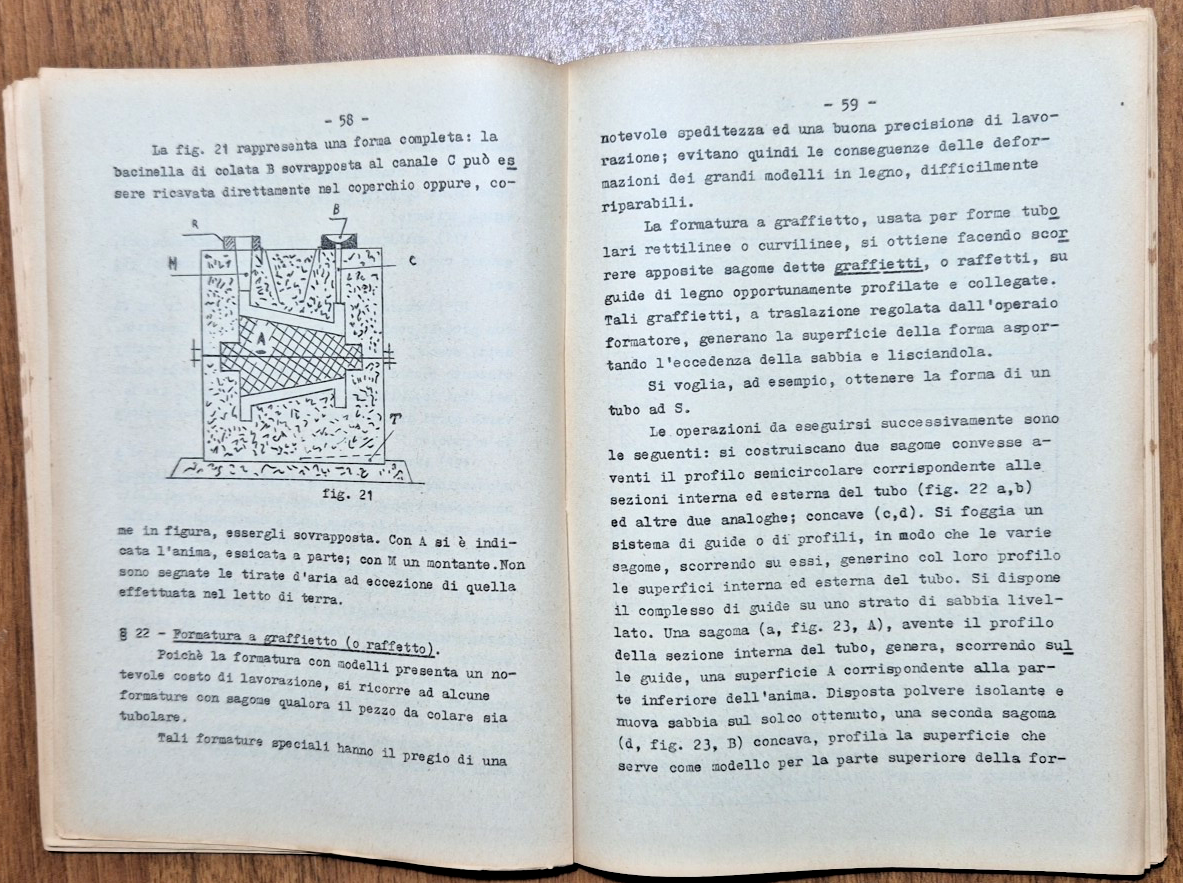 - 58 -
La fig. 21 rappresenta una forma completa: la
bacinella di colata B sovrapposta al canale C può es
sere ricavata direttamente nel coperchio oppure, co-
B
R
M
C
A
T
fig. 21
me in figura, essergli sovrapposta. Con A si è indi-
cata l'anima, essicata a parte; con M un montante.Non
sono segnate le tirate d'aria ad eccezione di quella
effettuata nel letto di terra.
§ 22 - Formatura a graffietto (o raffetto).
Poichè la formatura con modelli presenta un no-
tevole costo di lavorazione, si ricorre ad alcune
formature con sagome qualora il pezzo da colare sia
tubolare.
Tali formature speciali hanno il pregio di una
- 59 -
notevole speditezza ed una buona precisione di lavo-
razione; evitano quindi le conseguenze delle defor-
mazioni dei grandi modelli in legno, difficilmente
riparabili.
La formatura a graffietto, usata per forme tubo
lari rettilinee o curvilinee, si ottiene facendo scor
rere apposite sagome dette graffietti, o raffetti, su
guide di legno opportunamente profilate e collegate.
Tali graffietti, a traslazione regolata dall'operaio
formatore, generano la superficie della forma aspor-
tando l'eccedenza della sabbia e lisciandola.
Si voglia, ad esempio, ottenere la forma di un
tubo ad S.
Le operazioni da eseguirsi successivamente sono
le seguenti: si costruiscano due sagome convesse a-
venti il profilo semicircolare corrispondente alle
sezioni interna ed esterna del tubo (fig. 22 a,b)
ed altre due analoghe; concave (c,d). Si foggia un
sistema di guide o di profili, in modo che le varie
sagome, scorrendo su essi, generino col loro profilo
le superfici interna ed esterna del tubo. Si dispone
il complesso di guide su uno strato di sabbia livel-
lato. Una sagoma (a, fig. 23, A), avente il profilo
della sezione interna del tubo, genera, scorrendo sul
le guide, una superficie A corrispondente alla par-
te inferiore dell'anima. Disposta polvere isolante e
nuova sabbia sul solco ottenuto, una seconda sagoma
(d, fig. 23, B) concava, profila la superficie che
serve come modello per la parte superiore della for-